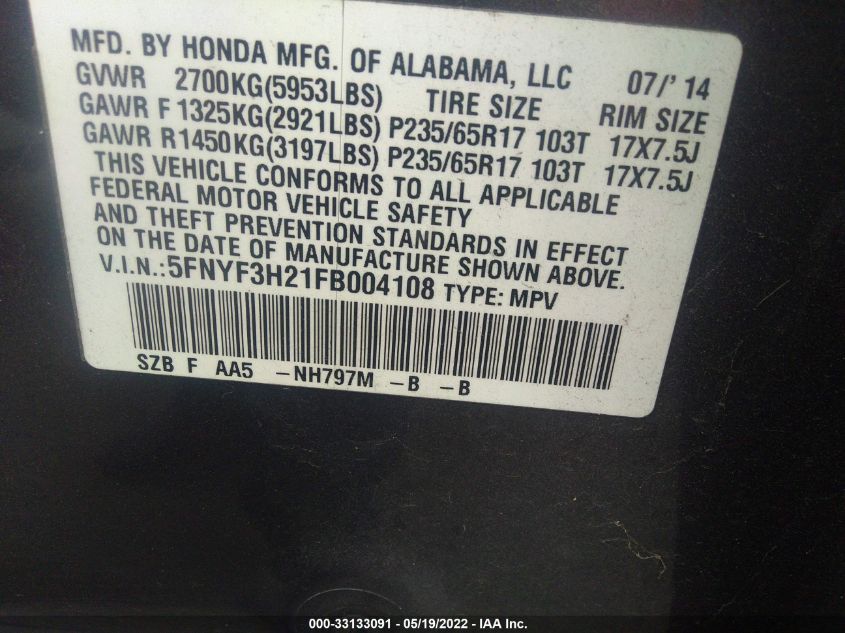 MFD. BY HONDA MFG. OF ALABAMA, LLC 07/' 14
GVWR 2700KG(5953LBS) TIRE SIZE RIM SIZE
GAWR F 1325KG(2921LBS) P235/65R17 103T 17X7.5J
GAWR R1450KG(3197LBS) P235/65R17 103T 17X7.5J
THIS VEHICLE CONFORMS TO ALL APPLICABLE
FEDERAL MOTOR VEHICLE SAFETY
AND THEFT PREVENTION STANDARDS IN EFFECT
ON THE DATE OF MANUFACTURE SHOWN ABOVE.
V.I.N.:5FNYF3H21FB004108 TYPE: MPV
SZB F AA5 -NH797M -B -B
000-33133091 - 05/19/2022 - IAA Inc.